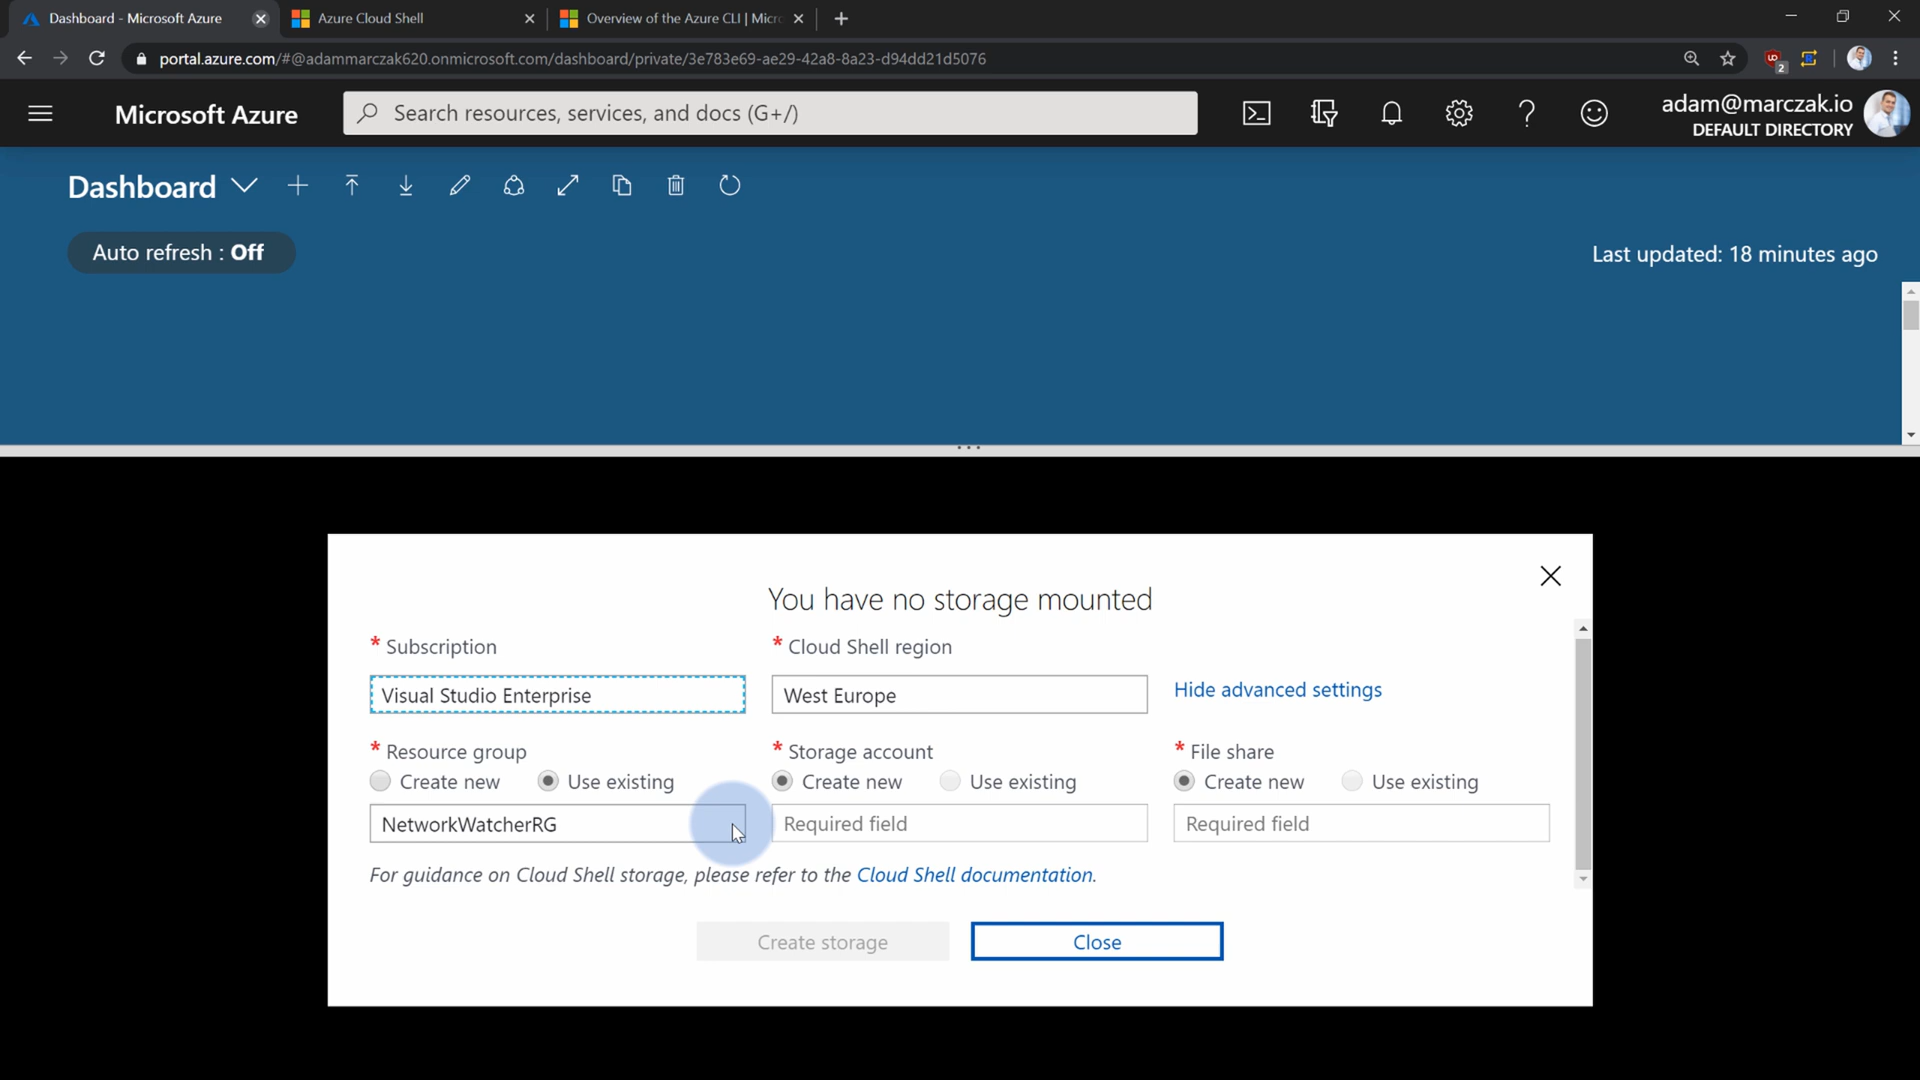 Dashboard - Microsoft Azure
Azure Cloud Shell
Overview of the Azure CLI | Micr
portal.azure.com/#@adammarczak620.onmicrosoft.com/dashboard/private/3e783e69-ae29-42a8-8a23-d94dd21d5076
2
Microsoft Azure
Search resources, services, and docs (G+/)
adam@marczak.io
DEFAULT DIRECTORY
Dashboard
Auto refresh : Off
Last updated: 18 minutes ago
You have no storage mounted
* Subscription
* Cloud Shell region
Visual Studio Enterprise
West Europe
Hide advanced settings
* Resource group
* Storage account
* File share
Create new
Use existing
Create new
Use existing
Create new
Use existing
NetworkWatcherRG
Required field
Required field
For guidance on Cloud Shell storage, please refer to the Cloud Shell documentation.
Create storage
Close